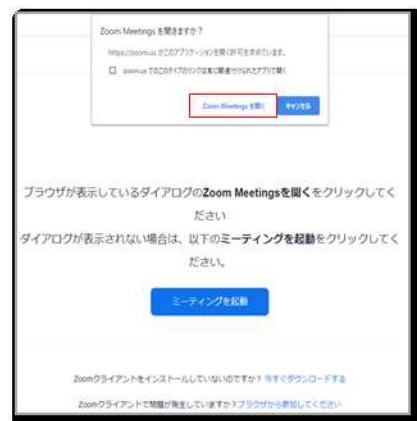 Zoom Meetings を開きますか？
https://zoom.us がこのアプリケーションを開く許可を求めています。
zoom.us でこのタイプのリンクは常に関連付けられたアプリで開く
Zoom Meetings を開く キャンセル
ブラウザが表示しているダイアログのZoom Meetingsを開くをクリックしてく
ださい
ダイアログが表示されない場合は、以下のミーティングを起動をクリックしてく
ださい。
ミーティングを起動
Zoomクライアントをインストールしていないのですか？ 今すぐダウンロードする
Zoomクライアントで問題が発生していますか？ブラウザから参加してください